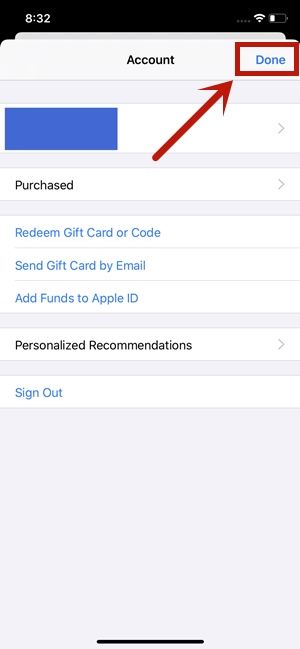 8:32
Account
Done
Purchased
Redeem Gift Card or Code
Send Gift Card by Email
Add Funds to Apple ID
Personalized Recommendations
Sign Out